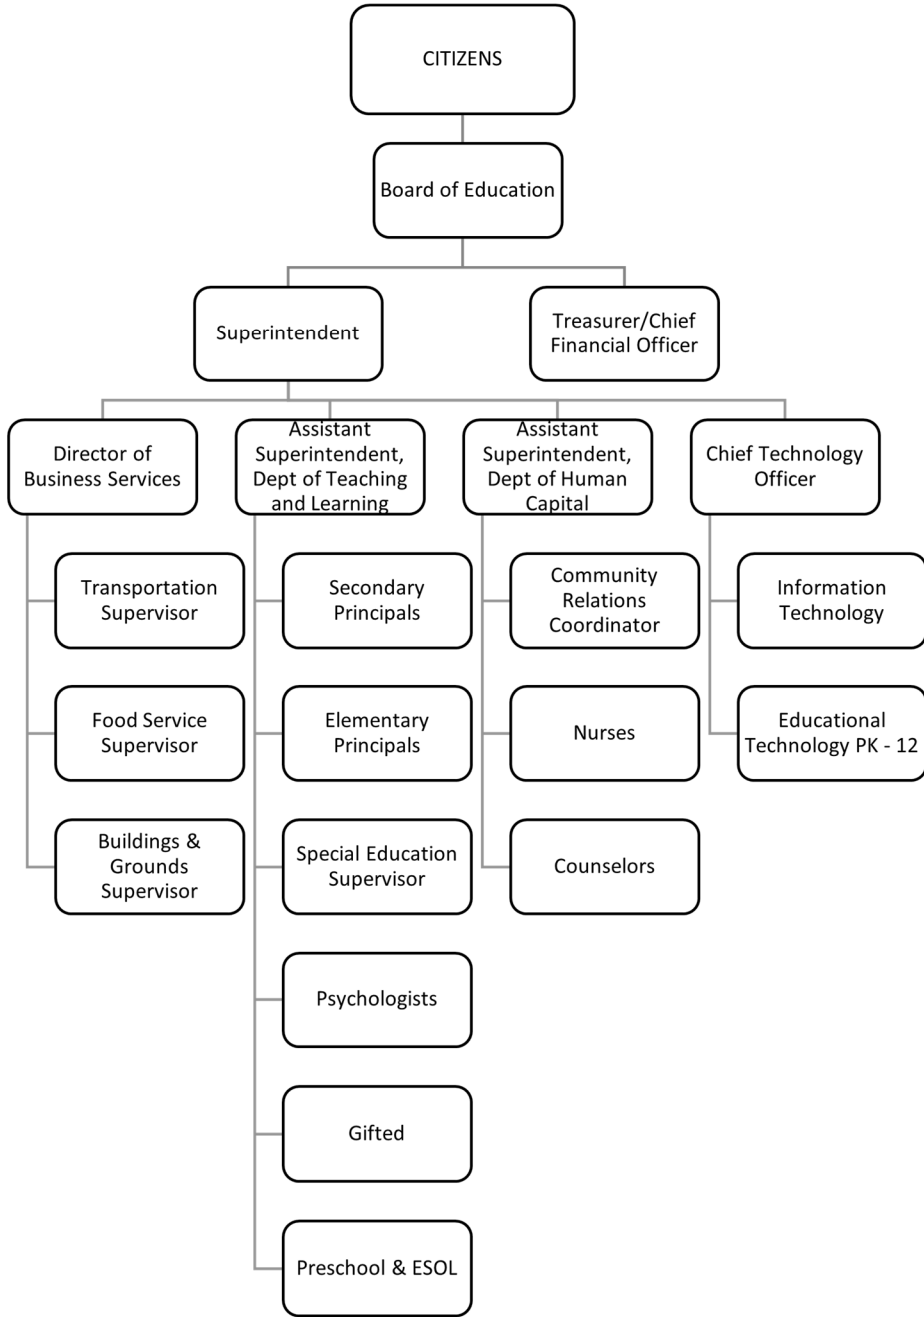 CITIZENS
Board of Education
Superintendent
Treasurer/Chief
Financial Officer
Director of
Business Services
Assistant
Superintendent,
Dept of Teaching
and Learning
Assistant
Superintendent,
Dept of Human
Capital
Chief Technology
Officer
Transportation
Supervisor
Food Service
Supervisor
Buildings &
Grounds
Supervisor
Secondary
Principals
Elementary
Principals
Special Education
Supervisor
Psychologists
Gifted
Preschool & ESOL
Community
Relations
Coordinator
Nurses
Counselors
Information
Technology
Educational
Technology PK - 12